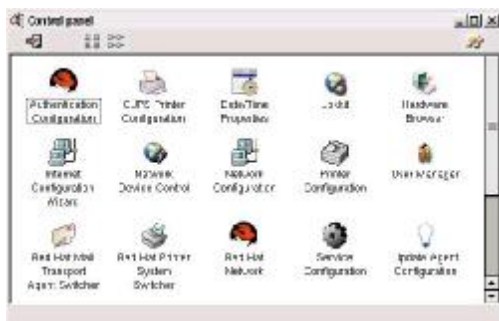 Control panel
Authentication
Configuration
CUPS Printer
Configuration
Date/Time
Properties
Hardware
Browser
Internet
Configuration
Wizard
Network
Device Control
Network
Configuration
Printer
Configuration
User Manager
Red Hat Mail
Transport
Agent Switcher
Red Hat Printer
System
Switcher
Red Hat
Network
Service
Configuration
Update Agent
Configuration